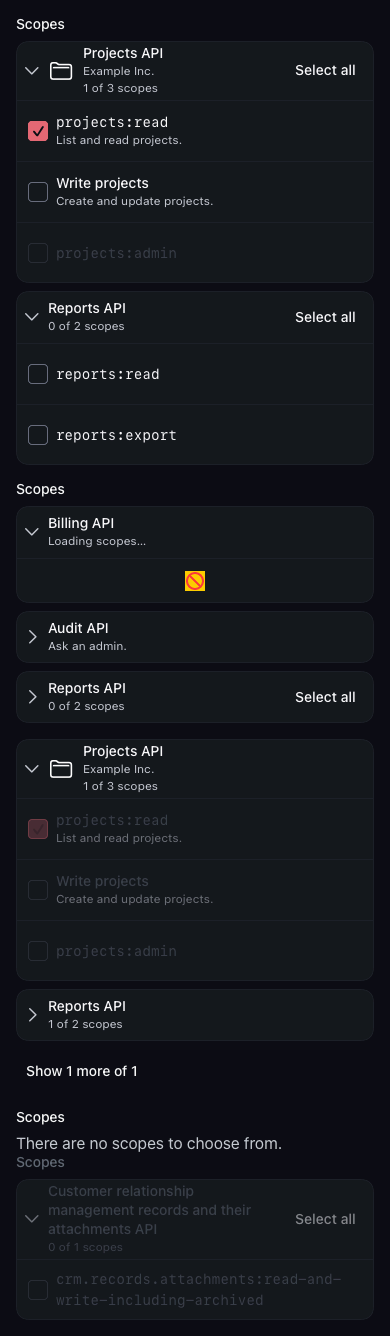 Scopes
Projects API
Example Inc.
1 of 3 scopes
Select all
projects:read
List and read projects.
Write projects
Create and update projects.
projects:admin
Reports API
0 of 2 scopes
Select all
reports:read
reports:export
Scopes
Billing API
Loading scopes…
Audit API
Ask an admin.
Reports API
0 of 2 scopes
Select all
Projects API
Example Inc.
1 of 3 scopes
projects:read
List and read projects.
Write projects
Create and update projects.
projects:admin
Reports API
1 of 2 scopes
Show 1 more of 1
Scopes
There are no scopes to choose from.
Scopes
Customer relationship
management records and their
attachments API
0 of 1 scopes
Select all
crm.records.attachments:read-and-
write-including-archived